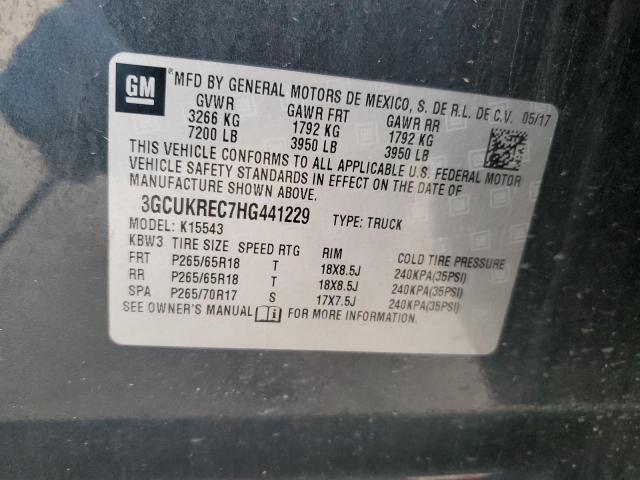 GM
*MFD BY GENERAL MOTORS DE MEXICO, S. DE R.L. DE C.V. 05/17
GVWR GAWR FRT GAWR RR
3266 KG 1792 KG 1792 KG
7200 LB 3950 LB 3950 LB
THIS VEHICLE CONFORMS TO ALL APPLICABLE U.S. FEDERAL MOTOR
VEHICLE SAFETY STANDARDS IN EFFECT ON THE DATE OF
MANUFACTURE SHOWN ABOVE.
3GCUKREC7HG441229 TYPE: TRUCK
MODEL: K15543
KBW3 TIRE SIZE SPEED RTG RIM COLD TIRE PRESSURE
FRT P265/65R18 T 18X8.5J 240KPA(35PSI)
RR P265/65R18 T 18X8.5J 240KPA(35PSI)
SPA P265/70R17 S 17X7.5J 240KPA(35PSI)
SEE OWNER'S MANUAL FOR MORE INFORMATION.